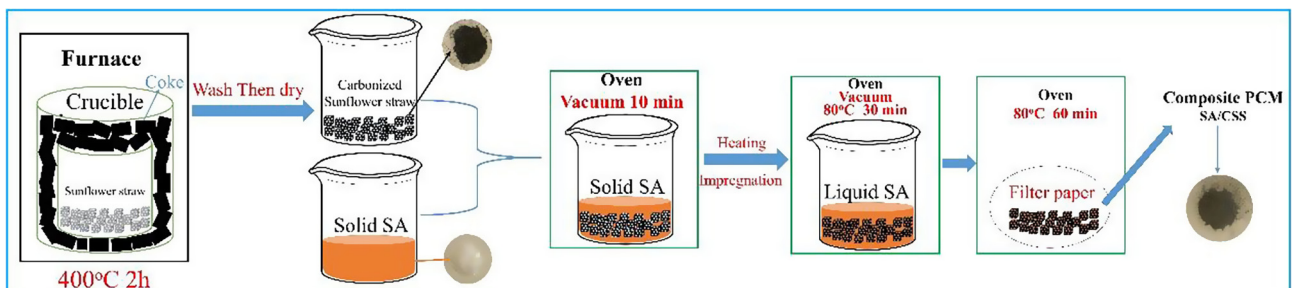 Furnace
Coke
Crucible
Sunflower straw
400°C 2h
Wash Then dry
Carbonized
Sunflower straw
Solid SA
Oven
Vacuum 10 min
Solid SA
Heating
Impregnation
Oven
Vacuum
80°C 30 min
Liquid SA
Oven
80°C 60 min
Filter paper
Composite PCM
SA/CSS